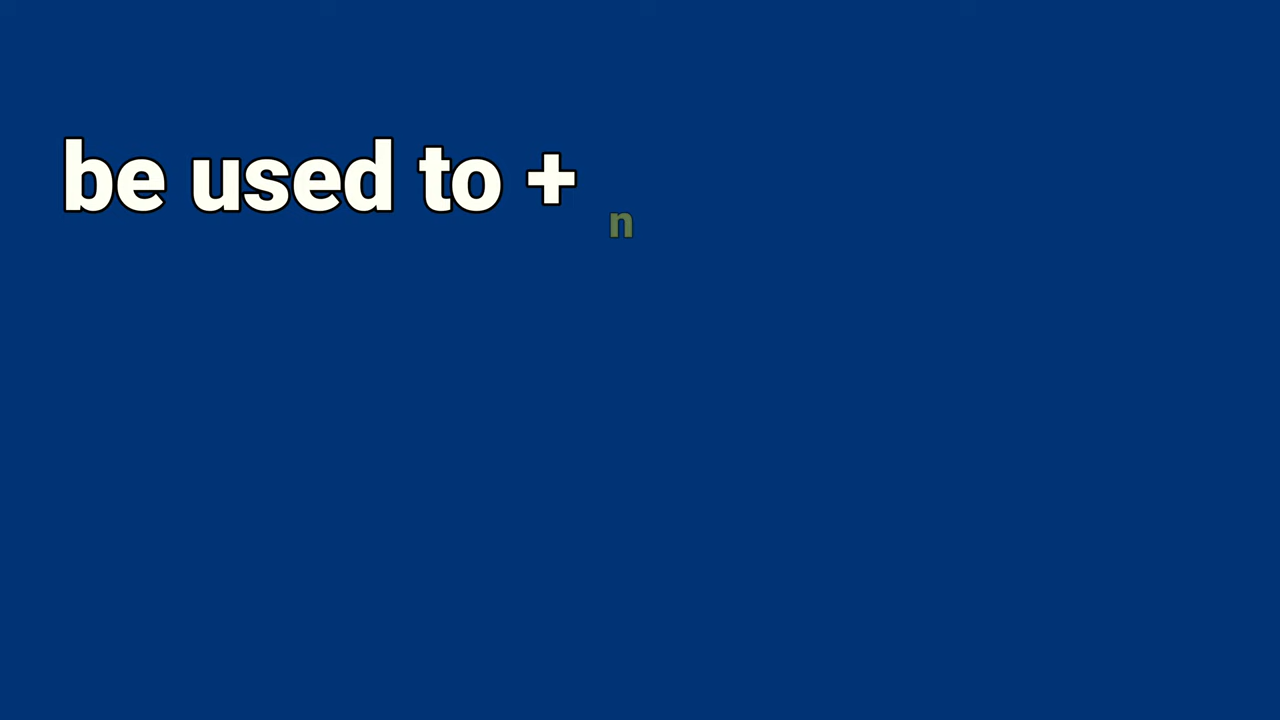 be used to + n